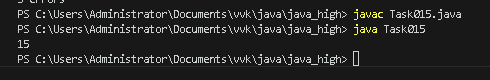 PS C:\Users\Administrator\Documents\vvk\java\java_high> javac Task015.java
PS C:\Users\Administrator\Documents\vvk\java\java_high> java Task015
15
PS C:\Users\Administrator\Documents\vvk\java\java_high>